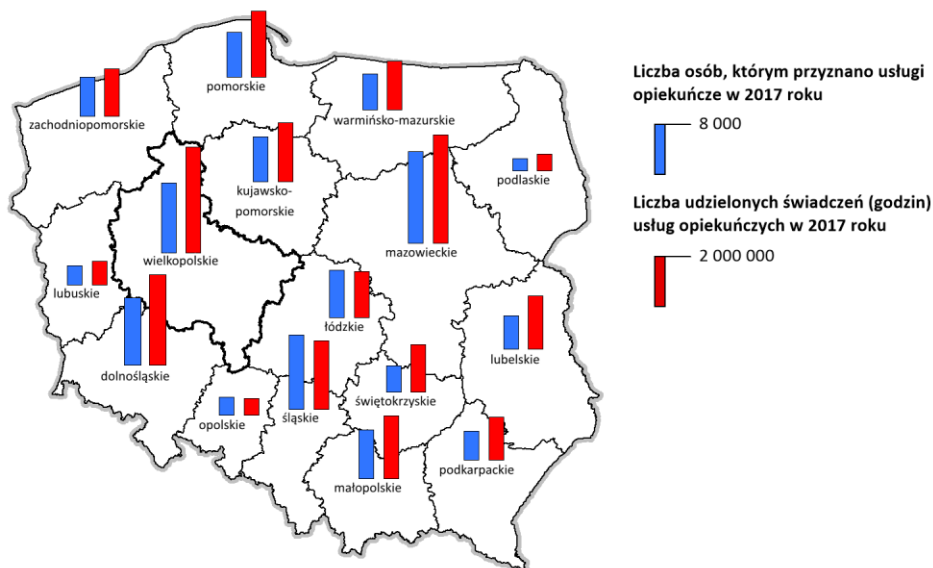 pomorskie
zachodniopomorskie
warmińsko-mazurskie
podlaskie
kujawsko-
pomorskie
mazowieckie
wielkopolskie
lubuskie
łódzkie
lubelskie
dolnośląskie
świętokrzyskie
opolskie
śląskie
podkarpackie
małopolskie
Liczba osób, którym przyznano usługi
opiekuńcze w 2017 roku
8 000
Liczba udzielonych świadczeń (godzin)
usług opiekuńczych w 2017 roku
2 000 000